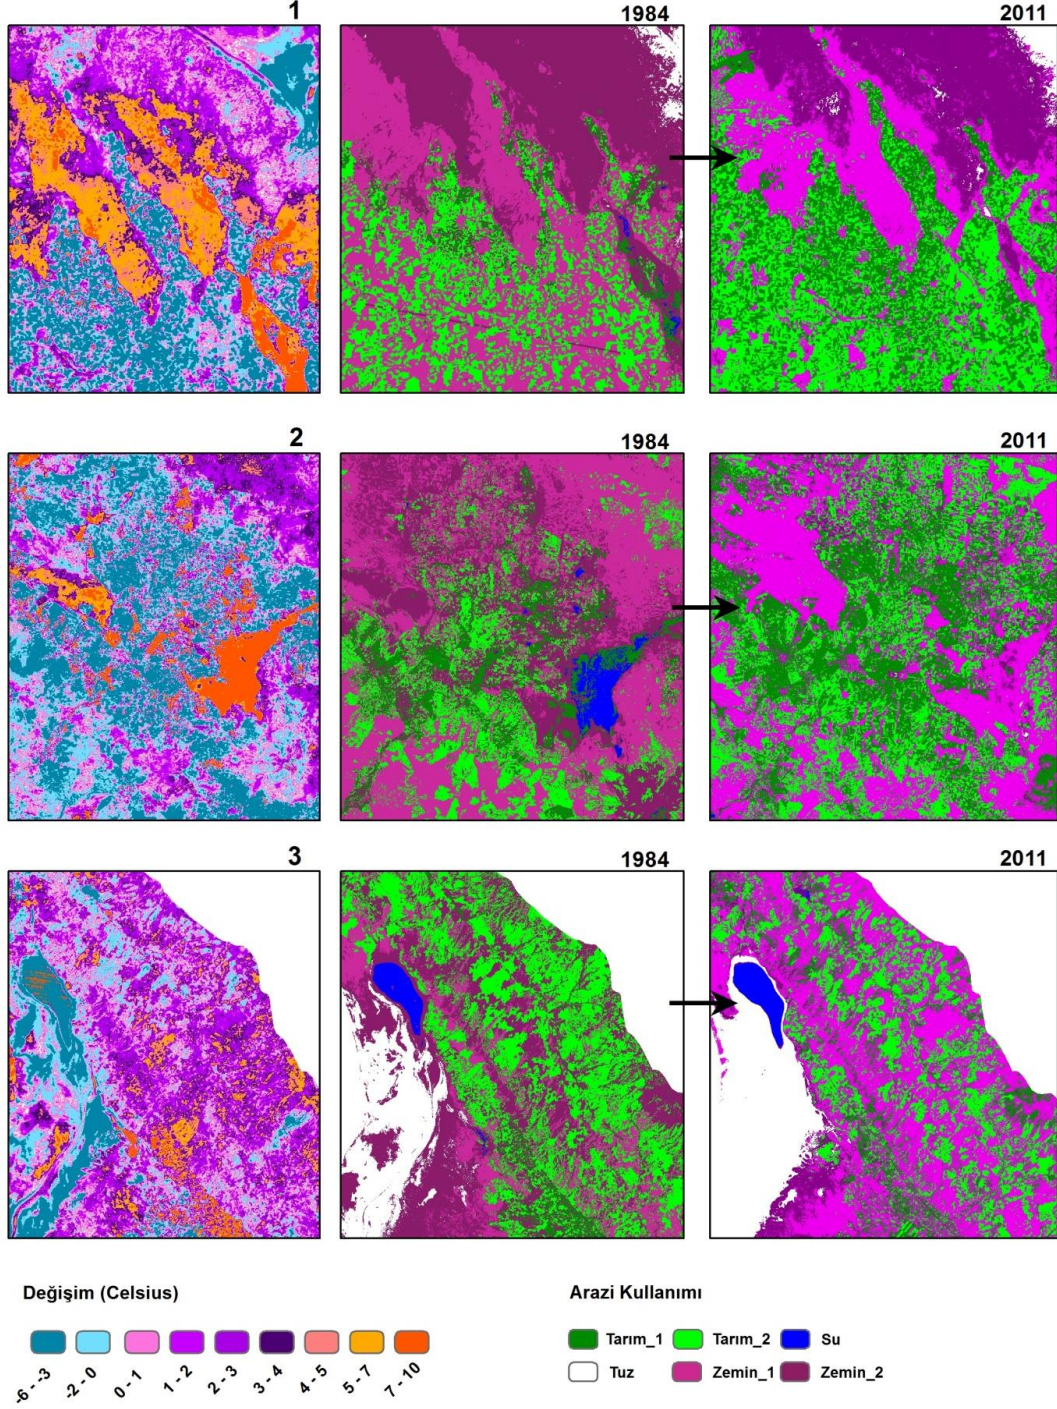 1
1984
2011
2
1984
2011
3
1984
2011
Değişim (Celsius)
-6 - -3
-2 - 0
0 - 1
1 - 2
2 - 3
3 - 4
4 - 5
5 - 7
7 - 10
Arazi Kullanımı
Tarım_1 Tarım_2 Su
Tuz Zemin_1 Zemin_2